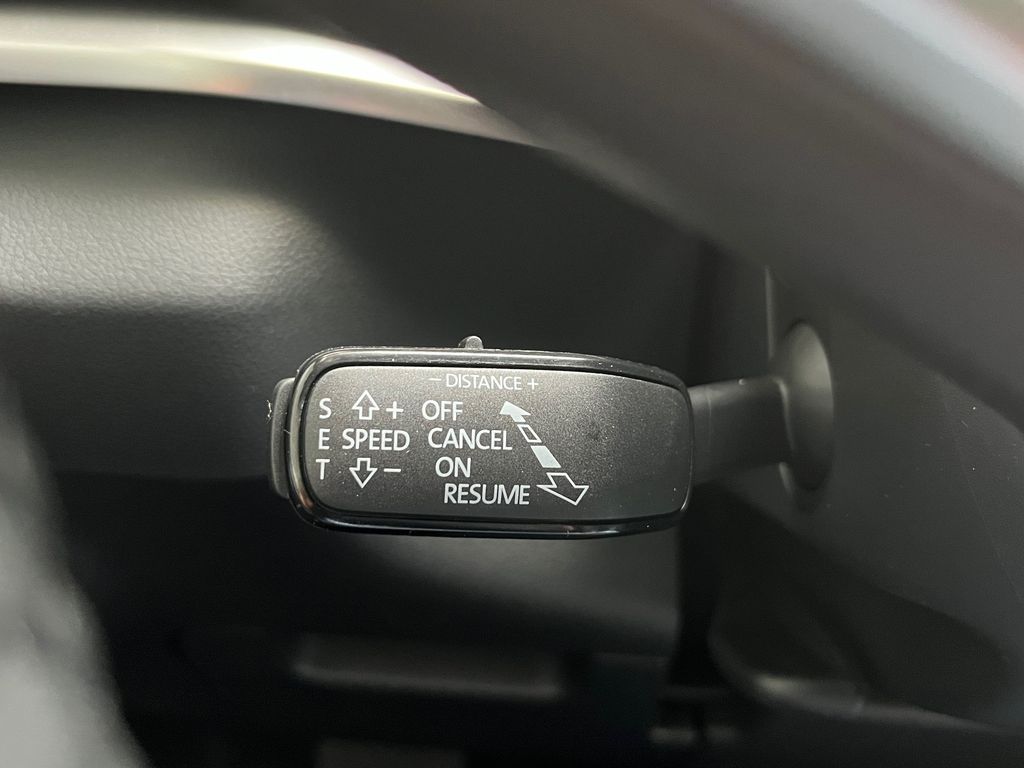 − DISTANCE +
S + OFF
E SPEED CANCEL
T − ON
RESUME